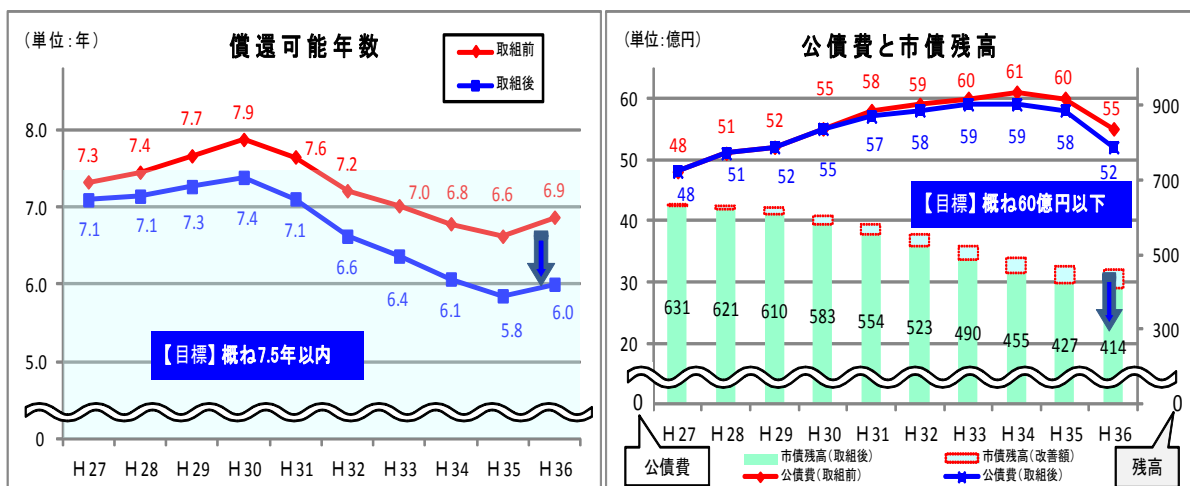 (単位:年)
償還可能年数
取組前
取組後
8.0
7.0
6.0
5.0
0
7.3
7.4
7.7
7.9
7.6
7.2
7.0
6.8
6.6
6.9
7.1
7.1
7.3
7.4
7.1
6.6
6.4
6.1
5.8
6.0
【目標】概ね7.5年以内
H27 H28 H29 H30 H31 H32 H33 H34 H35 H36
(単位:億円)
公債費と市債残高
60
50
40
30
20
0
900
700
500
300
0
48 51 52 55 58 59 60 61 60 55
48 51 52 55 57 58 59 59 58 52
【目標】概ね60億円以下
631 621 610 583 554 523 490 455 427 414
H27 H28 H29 H30 H31 H32 H33 H34 H35 H36
公債費
残高
市債残高(取組後)
市債残高(改善額)
公債費(取組前)
公債費(取組後)